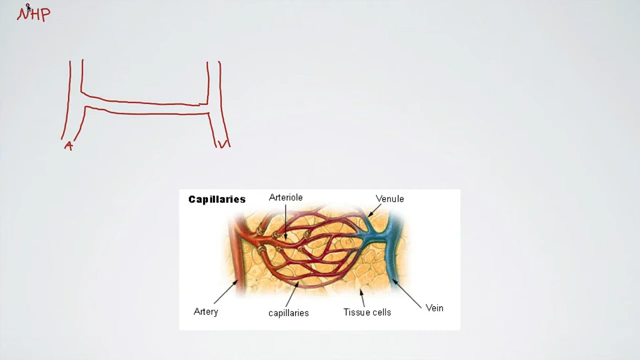 NHP
A V
Capillaries
Arteriole Venule
Artery capillaries Tissue cells Vein